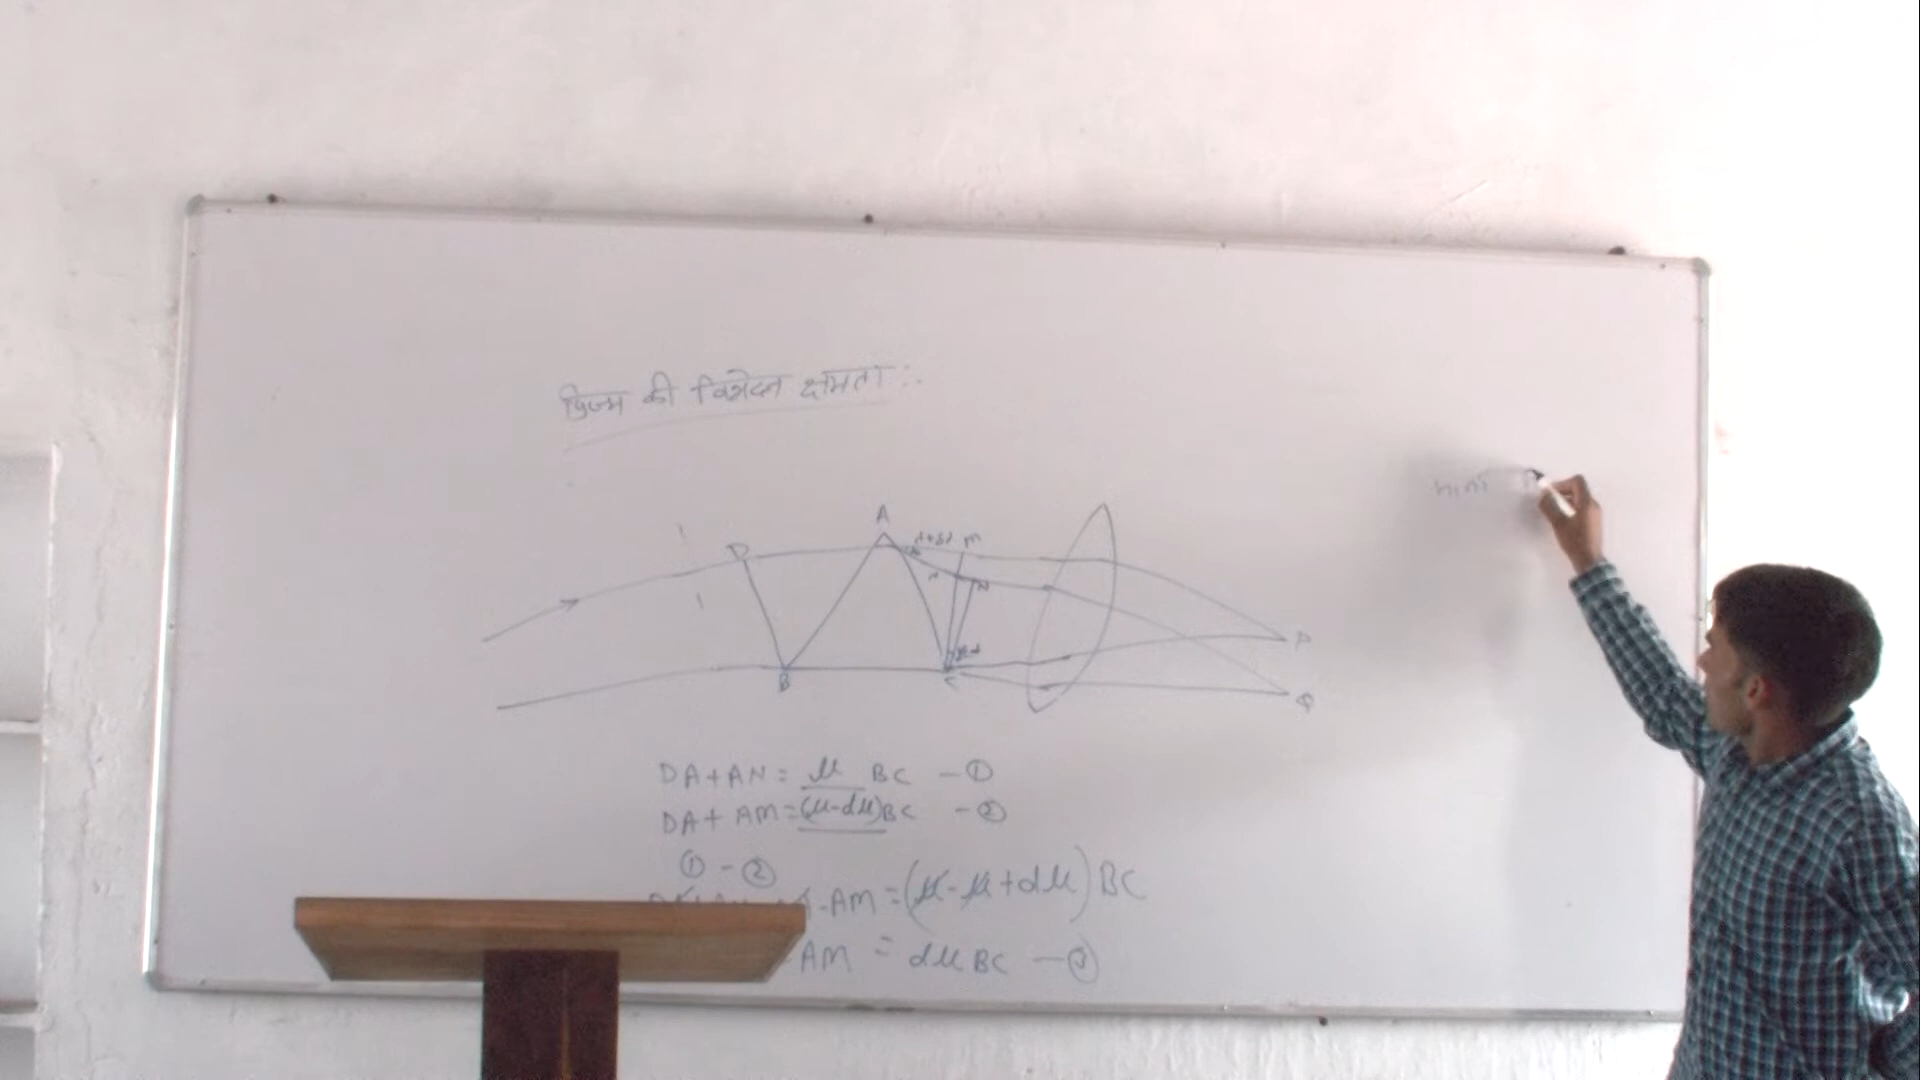 प्रिज्म की विभेदन क्षमता :-
A
D
λ+δλ
M
N
B
C
P
Q
DA+AN = μ BC - ①
DA+ AM = (μ-dμ)BC - ②
① - ②
-AM = (μ-μ+dμ) BC
AM = dμ BC - ③
माना